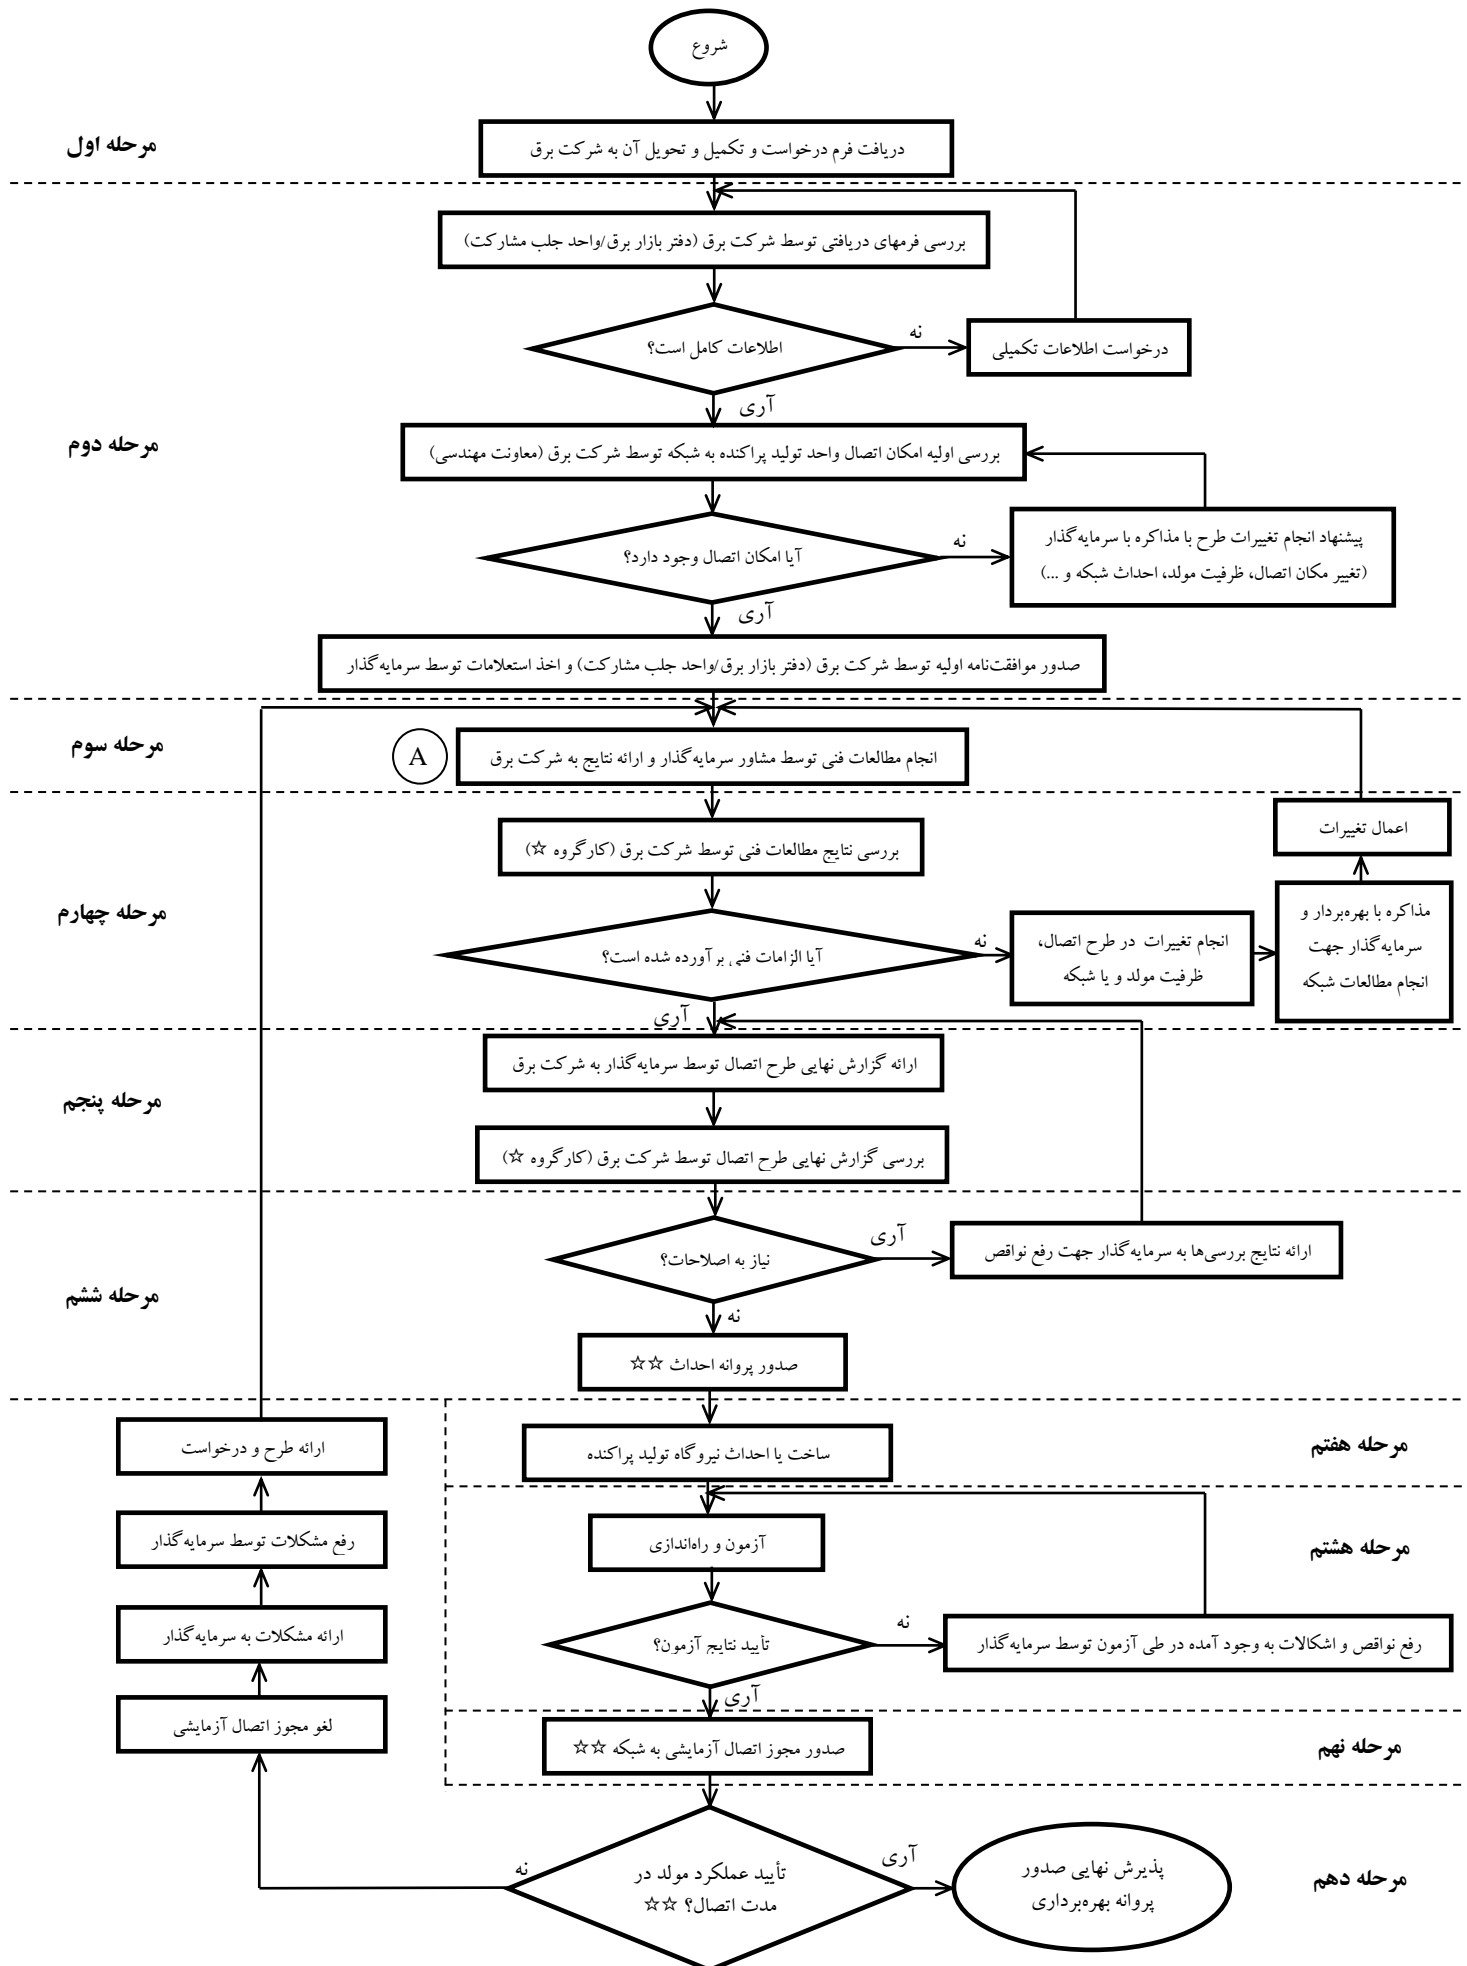 شروع
مرحله اول
دریافت فرم درخواست و تکمیل و تحویل آن به شرکت برق
بررسی فرمهای دریافتی توسط شرکت برق (دفتر بازار برق/واحد جلب مشارکت)
اطلاعات کامل است؟
نه
درخواست اطلاعات تکمیلی
آری
مرحله دوم
بررسی اولیه امکان اتصال واحد تولید پراکنده به شبکه توسط شرکت برق (معاونت مهندسی)
آیا امکان اتصال وجود دارد؟
نه
پیشنهاد انجام تغییرات طرح با مذاکره با سرمایه‌گذار
(تغییر مکان اتصال، ظرفیت مولد، احداث شبکه و ...)
آری
صدور موافقت‌نامه اولیه توسط شرکت برق (دفتر بازار برق/واحد جلب مشارکت) و اخذ استعلامات توسط سرمایه‌گذار
مرحله سوم
انجام مطالعات فنی توسط مشاور سرمایه‌گذار و ارائه نتایج به شرکت برق
A
اعمال تغییرات
بررسی نتایج مطالعات فنی توسط شرکت برق (کارگروه ☆)
مرحله چهارم
آیا الزامات فنی برآورده شده است؟
نه
انجام تغییرات در طرح اتصال،
ظرفیت مولد و یا شبکه
مذاکره با بهره‌بردار و
سرمایه‌گذار جهت
انجام مطالعات شبکه
آری
ارائه گزارش نهایی طرح اتصال توسط سرمایه‌گذار به شرکت برق
مرحله پنجم
بررسی گزارش نهایی طرح اتصال توسط شرکت برق (کارگروه ☆)
نیاز به اصلاحات؟
آری
ارائه نتایج بررسی‌ها به سرمایه‌گذار جهت رفع نواقص
مرحله ششم
نه
صدور پروانه احداث ☆☆
مرحله هفتم
ساخت یا احداث نیروگاه تولید پراکنده
ارائه طرح و درخواست
مرحله هشتم
آزمون و راه‌اندازی
رفع مشکلات توسط سرمایه‌گذار
تأیید نتایج آزمون؟
نه
رفع نواقص و اشکالات به وجود آمده در طی آزمون توسط سرمایه‌گذار
ارائه مشکلات به سرمایه‌گذار
آری
لغو مجوز اتصال آزمایشی
مرحله نهم
صدور مجوز اتصال آزمایشی به شبکه ☆☆
مرحله دهم
تأیید عملکرد مولد در
مدت اتصال؟ ☆☆
نه
آری
پذیرش نهایی صدور
پروانه بهره‌برداری